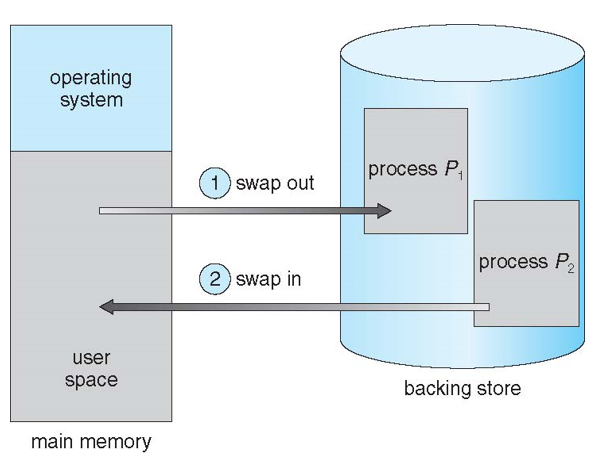 operating
system
1 swap out
process P₁
process P₂
2 swap in
user
space
backing store
main memory